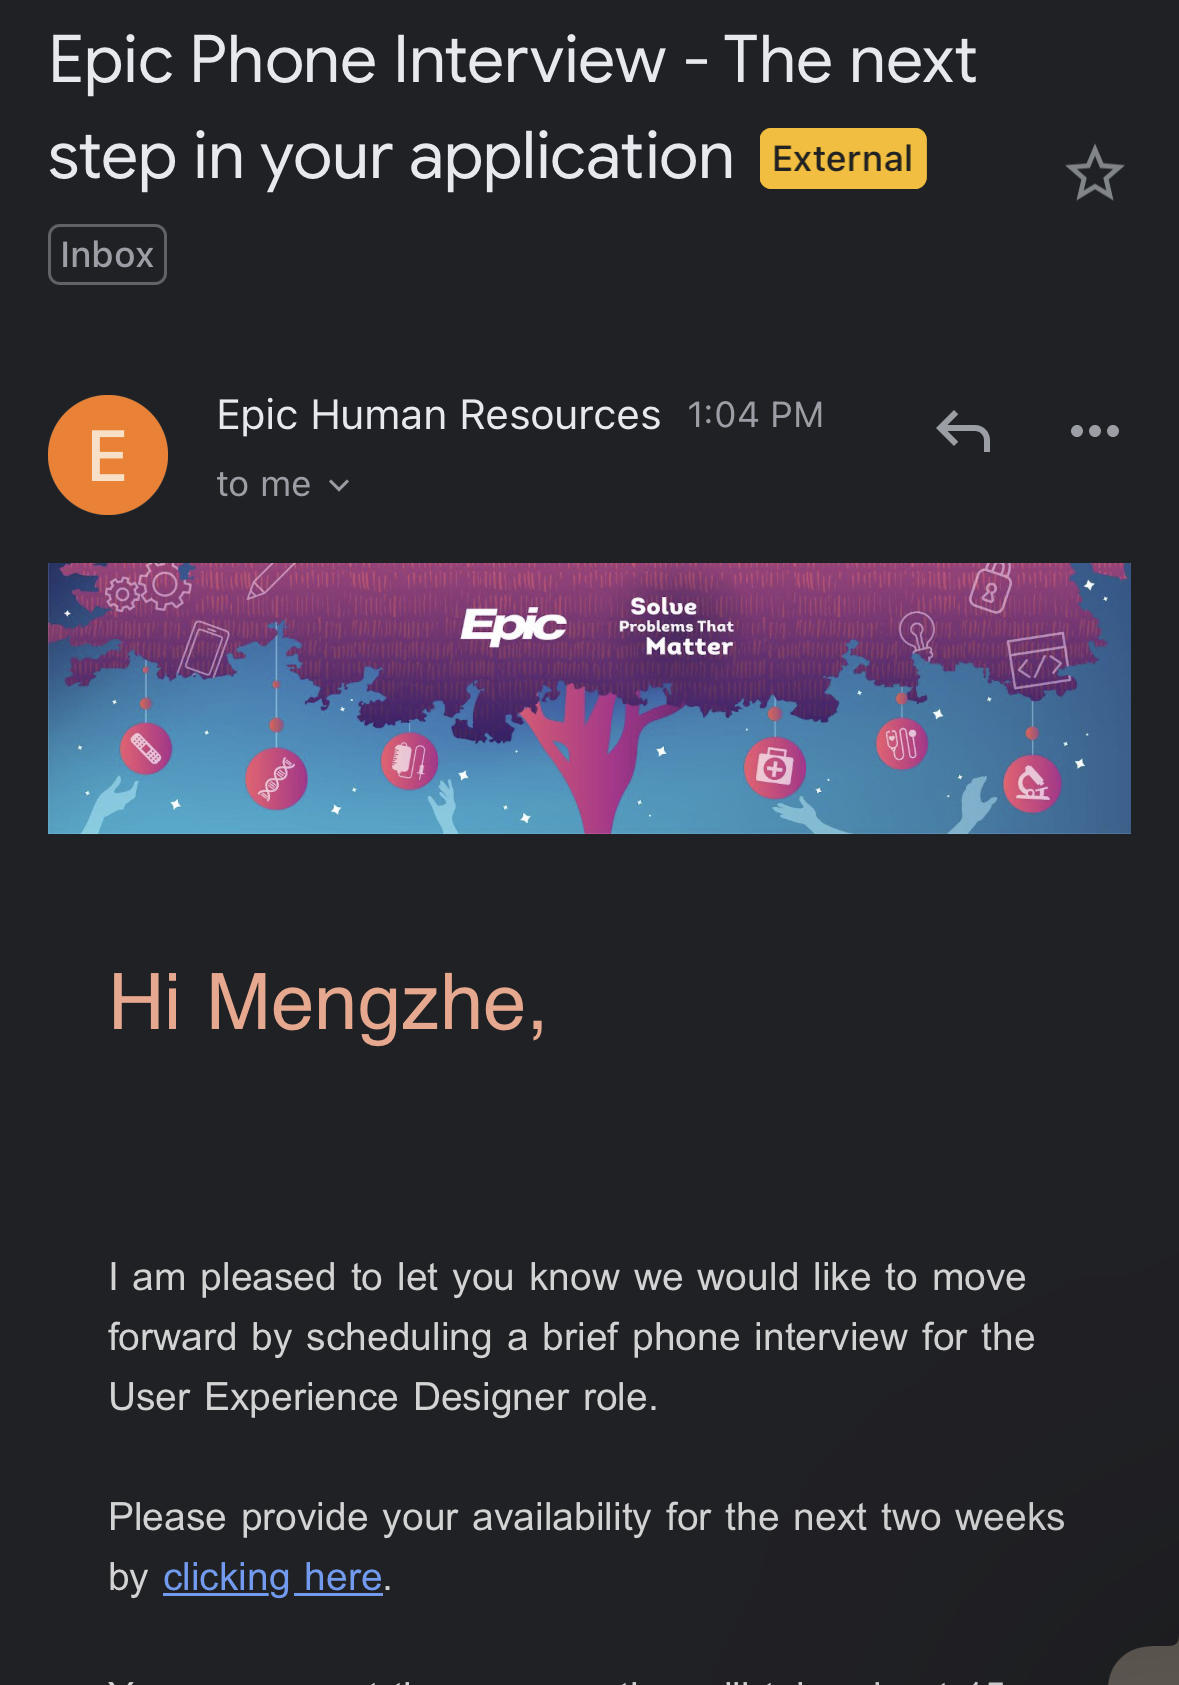 Epic Phone Interview - The next
step in your application External
Inbox
E
Epic Human Resources 1:04 PM
to me
Epic
Solve
Problems That
Matter
</>
Hi Mengzhe,
I am pleased to let you know we would like to move
forward by scheduling a brief phone interview for the
User Experience Designer role.
Please provide your availability for the next two weeks
by clicking here.